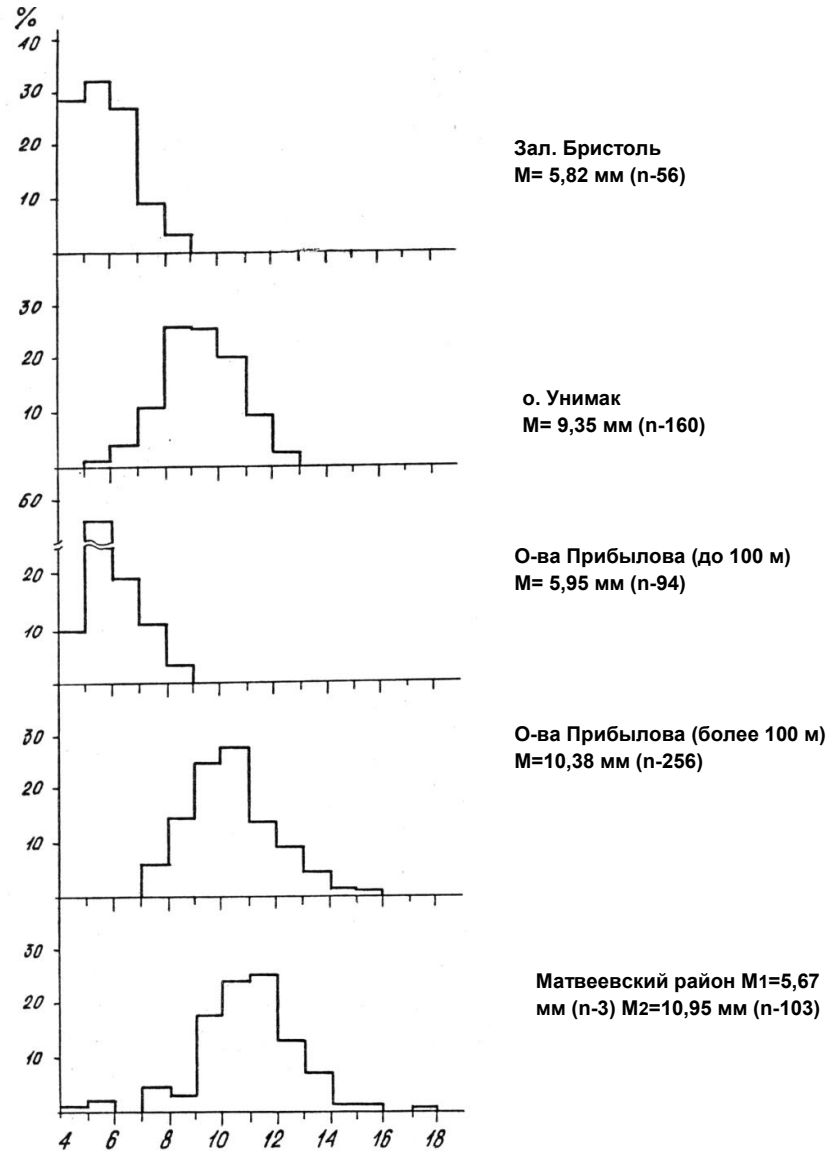 %
40
30
20
10
Зал. Бристоль
М= 5,82 мм (n-56)
30
20
10
о. Унимак
М= 9,35 мм (n-160)
60
20
10
О-ва Прибылова (до 100 м)
М= 5,95 мм (n-94)
30
20
10
О-ва Прибылова (более 100 м)
М=10,38 мм (n-256)
30
20
10
Матвеевский район М1=5,67
мм (n-3) М2=10,95 мм (n-103)
4 6 8 10 12 14 16 18